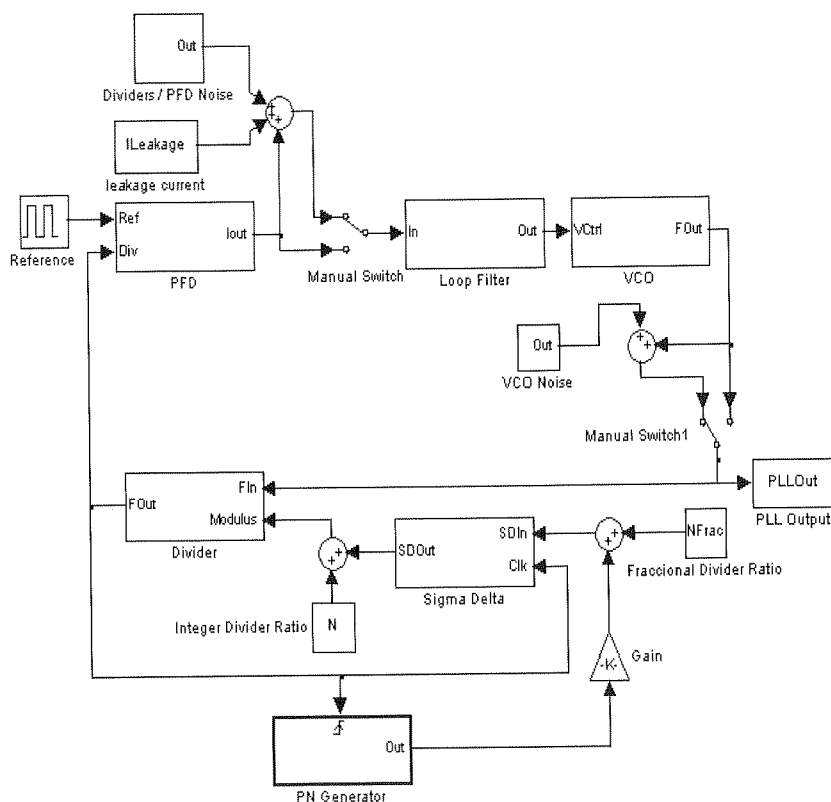 Out
Dividers / PFD Noise
ILeakage
leakage current
Reference
Ref
Div
Iout
PFD
Manual Switch
In
Out
Loop Filter
VCtrl
FOut
VCO
Out
VCO Noise
Manual Switch1
PLLOut
PLL Output
FIn
FOut
Modulus
Divider
SDOut
SDIn
Clk
Sigma Delta
NFrac
Fraccional Divider Ratio
Integer Divider Ratio
N
-K-
Gain
Out
PN Generator